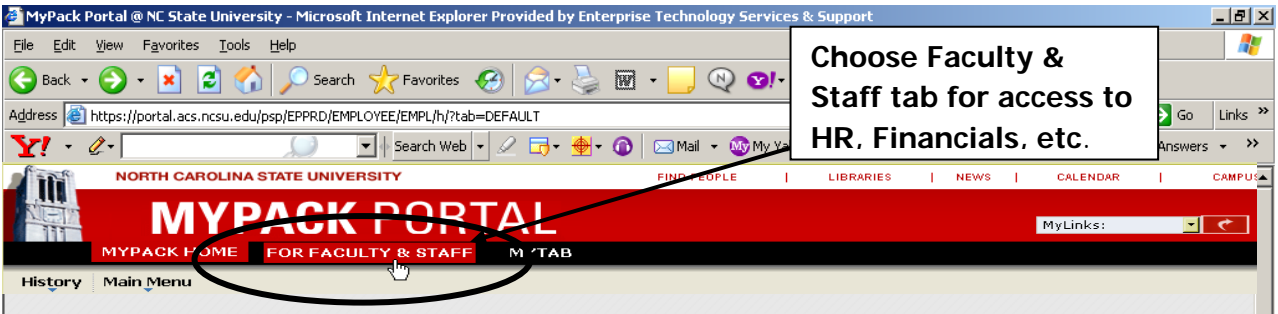 MyPack Portal @ NC State University - Microsoft Internet Explorer Provided by Enterprise Technology Services & Support
File Edit View Favorites Tools Help
Choose Faculty &
Staff tab for access to
HR, Financials, etc.
Back Search Favorites
Address https://portal.acs.ncsu.edu/psp/EPPRD/EMPLOYEE/EMPL/h/?tab=DEFAULT Go Links »
Y! Search Web Mail My Answers »
NORTH CAROLINA STATE UNIVERSITY FIND PEOPLE | LIBRARIES | NEWS | CALENDAR | CAMPUS
MYPACK PORTAL
MyLinks:
MYPACK HOME FOR FACULTY & STAFF MYTAB
History Main Menu